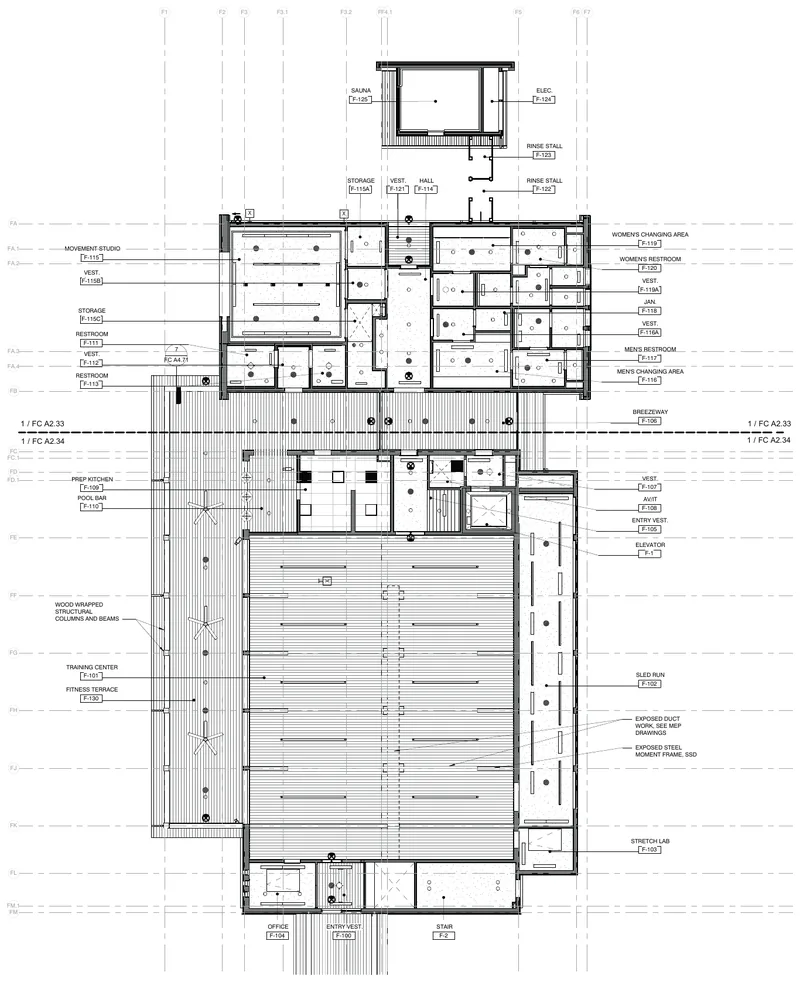 F1 F2 F3 F3.1 F3.2 F4.1 F5 F6 F7
SAUNA
F-125
ELEC.
F-124
RINSE STALL
F-123
RINSE STALL
F-122
STORAGE
F-115A
VEST.
F-121
HALL
F-114
FA
FA.1
FA.2
FA.3
FA.4
FB
MOVEMENT STUDIO
F-115
VEST.
F-115B
STORAGE
F-115C
RESTROOM
F-111
VEST.
F-112
RESTROOM
F-113
7
FC A4.71
WOMEN'S CHANGING AREA
F-119
WOMEN'S RESTROOM
F-120
VEST.
F-119A
JAN.
F-118
VEST.
F-116A
MEN'S RESTROOM
F-117
MEN'S CHANGING AREA
F-116
BREEZEWAY
F-106
1 / FC A2.33
1 / FC A2.34
1 / FC A2.33
1 / FC A2.34
FC
FC.1
FD
FD.1
FE
FF
FG
FH
FJ
FK
FL
FM.1
FM
PREP KITCHEN
F-109
POOL BAR
F-110
VEST.
F-107
AV/IT
F-108
ENTRY VEST.
F-105
ELEVATOR
F-1
WOOD WRAPPED
STRUCTURAL
COLUMNS AND BEAMS
TRAINING CENTER
F-101
FITNESS TERRACE
F-130
SLED RUN
F-102
EXPOSED DUCT
WORK, SEE MEP
DRAWINGS
EXPOSED STEEL
MOMENT FRAME, SSD
STRETCH LAB
F-103
OFFICE
F-104
ENTRY VEST.
F-100
STAIR
F-2